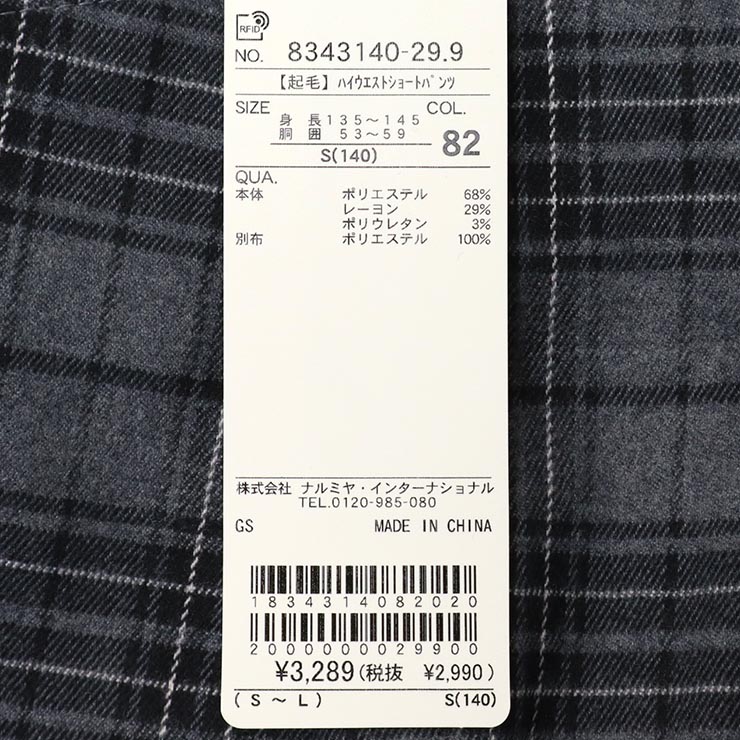 RFID
NO. 8343140-29.9
【起毛】ﾊｲｳｴｽﾄｼｮｰﾄﾊﾟﾝﾂ
SIZE COL.
身 長 135～145
胴 囲 53～59
82
S(140)
QUA.
本体 ポリエステル 68%
レーヨン 29%
ポリウレタン 3%
別布 ポリエステル 100%
株式会社 ナルミヤ・インターナショナル
TEL.0120-985-080
GS MADE IN CHINA
1834314082020
2000000029900
¥3,289(税抜 ¥2,990)
(S ～ L) S(140)